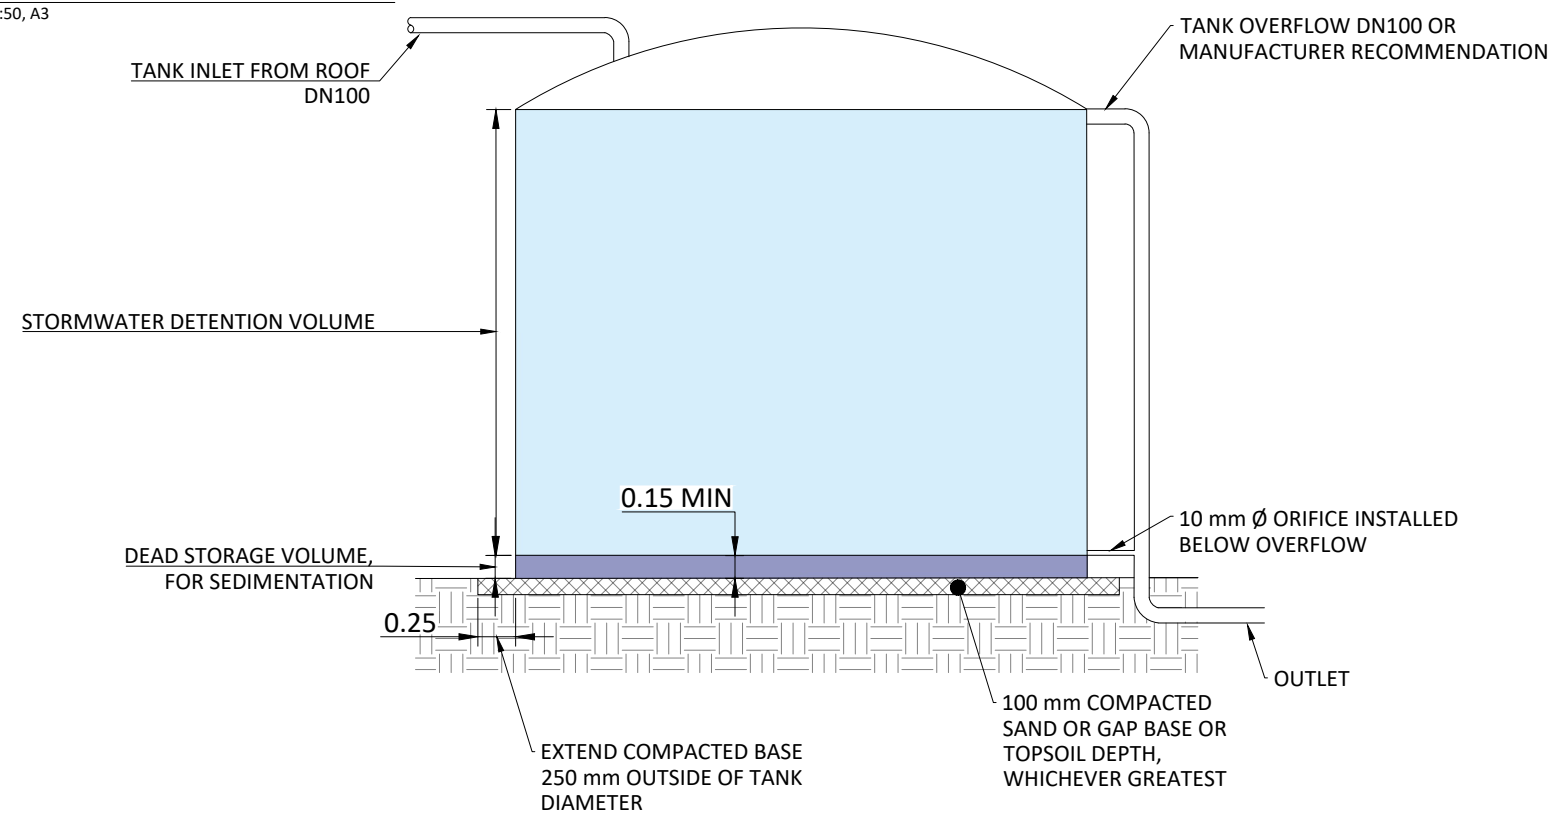 :50, A3
TANK INLET FROM ROOF
DN100
TANK OVERFLOW DN100 OR
MANUFACTURER RECOMMENDATION
STORMWATER DETENTION VOLUME
0.15 MIN
10 mm Ø ORIFICE INSTALLED
BELOW OVERFLOW
DEAD STORAGE VOLUME,
FOR SEDIMENTATION
0.25
OUTLET
100 mm COMPACTED
SAND OR GAP BASE OR
TOPSOIL DEPTH,
WHICHEVER GREATEST
EXTEND COMPACTED BASE
250 mm OUTSIDE OF TANK
DIAMETER